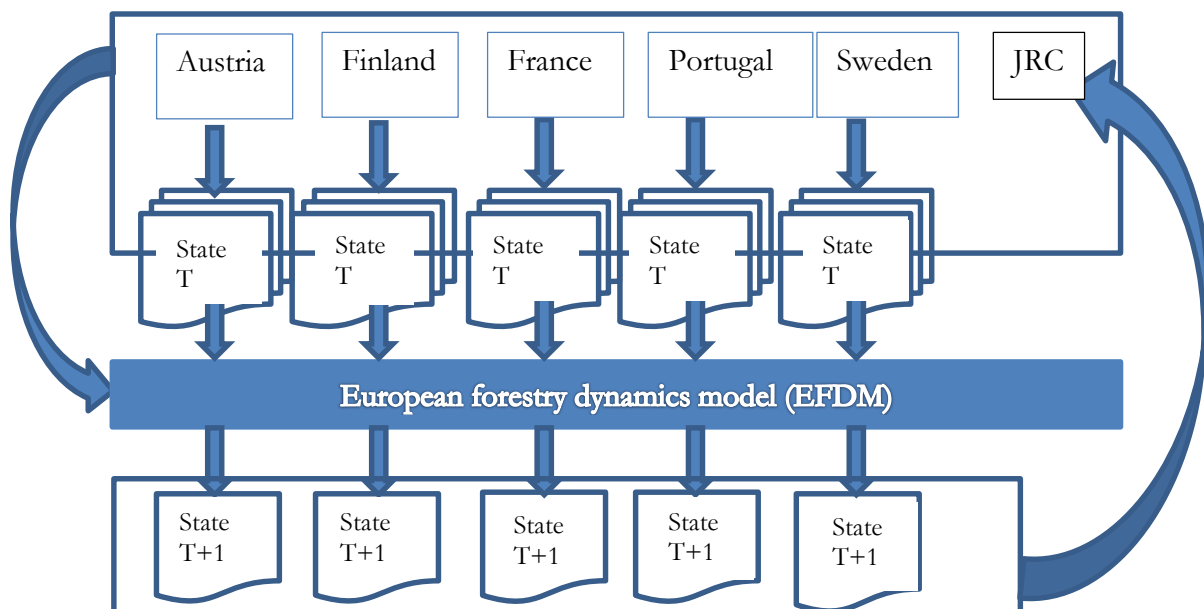 Austria
Finland
France
Portugal
Sweden
JRC
State
T
State
T
State
T
State
T
State
T
European forestry dynamics model (EFDM)
State
T+1
State
T+1
State
T+1
State
T+1
State
T+1